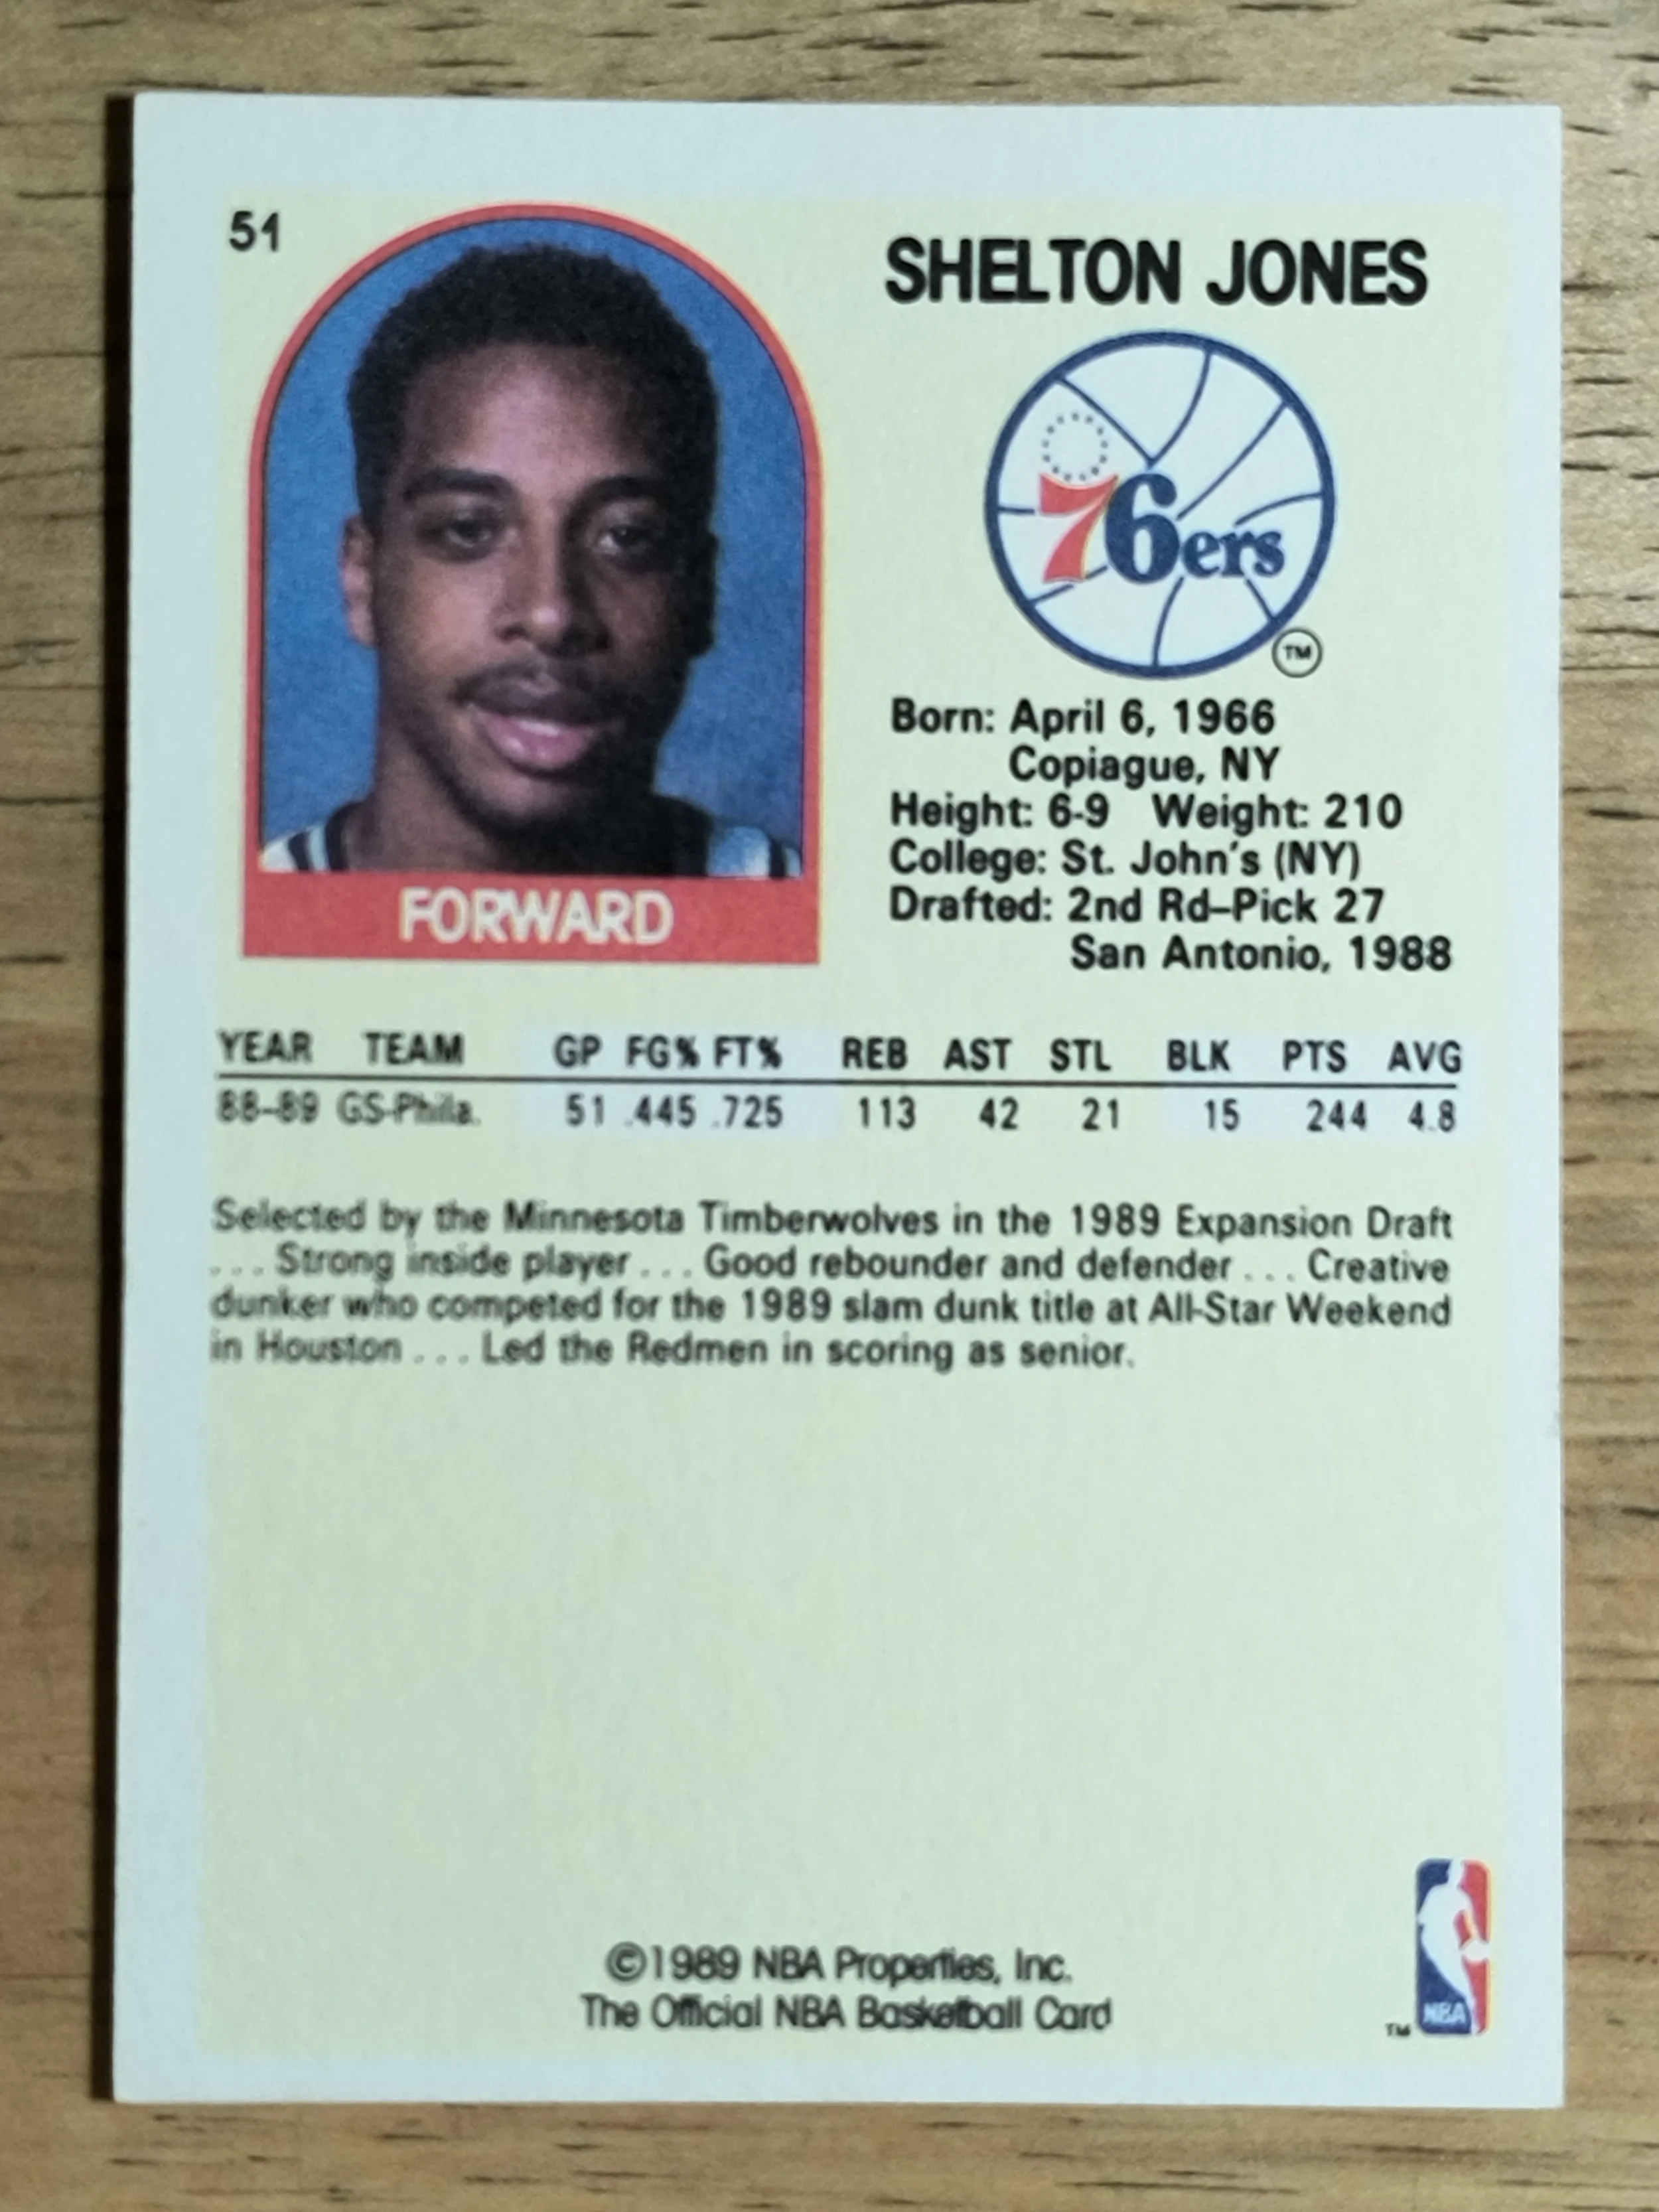 51
SHELTON JONES
76ers
TM
Born: April 6, 1966
Copiague, NY
Height: 6-9 Weight: 210
College: St. John's (NY)
Drafted: 2nd Rd–Pick 27
San Antonio, 1988
FORWARD
YEAR TEAM GP FG% FT% REB AST STL BLK PTS AVG
88–89 GS-Phila. 51 .445 .725 113 42 21 15 244 4.8
Selected by the Minnesota Timberwolves in the 1989 Expansion Draft
. . . Strong inside player . . . Good rebounder and defender . . . Creative
dunker who competed for the 1989 slam dunk title at All-Star Weekend
in Houston . . . Led the Redmen in scoring as senior.
©1989 NBA Properties, Inc.
The Official NBA Basketball Card
TM NBA